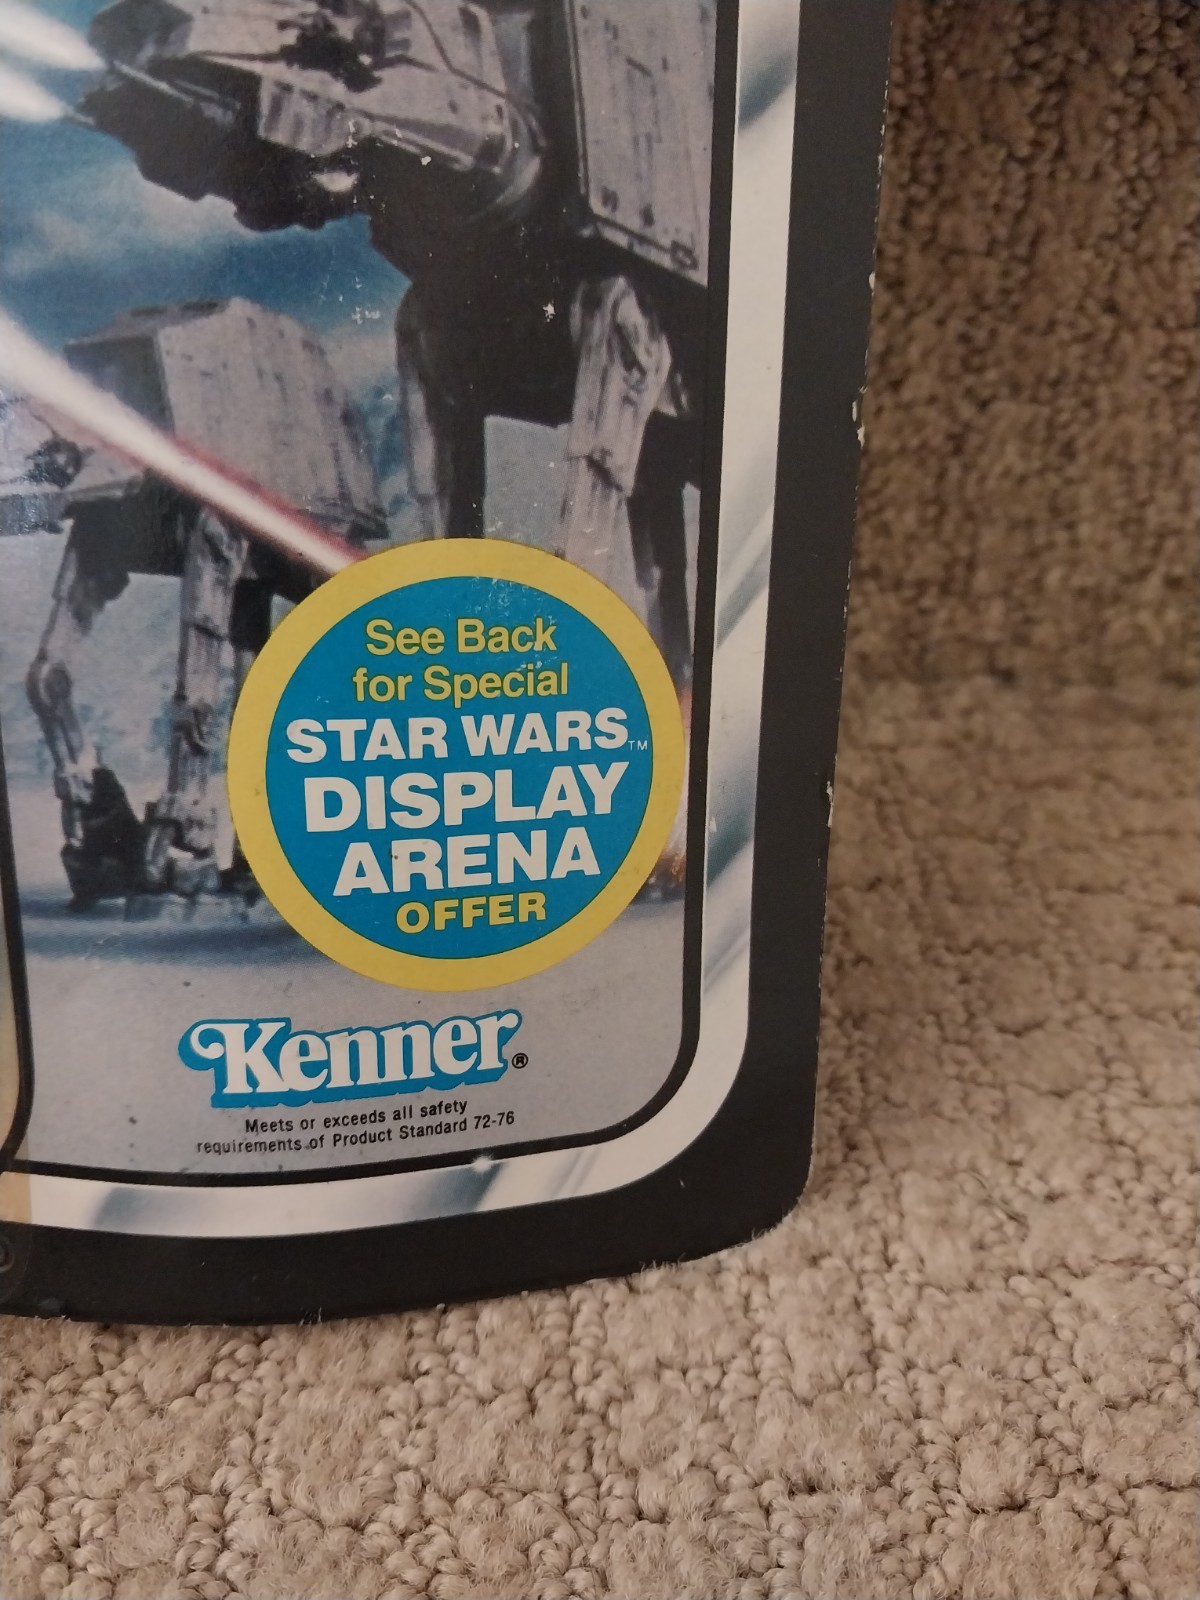 See Back
for Special
STAR WARS™
DISPLAY
ARENA
OFFER
Kenner®
Meets or exceeds all safety
requirements of Product Standard 72-76